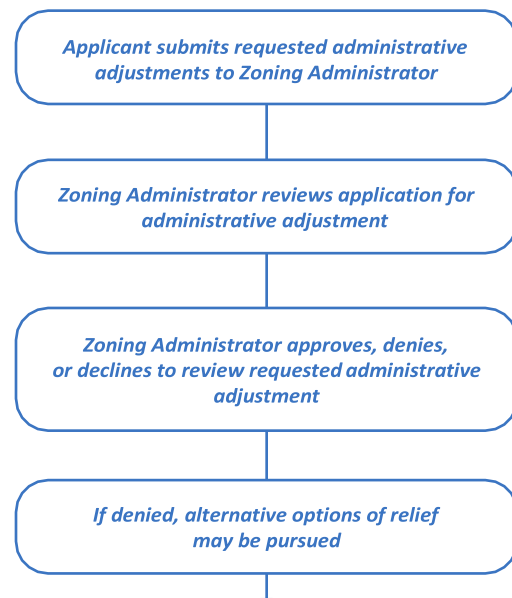 Applicant submits requested administrative
adjustments to Zoning Administrator
Zoning Administrator reviews application for
administrative adjustment
Zoning Administrator approves, denies,
or declines to review requested administrative
adjustment
If denied, alternative options of relief
may be pursued